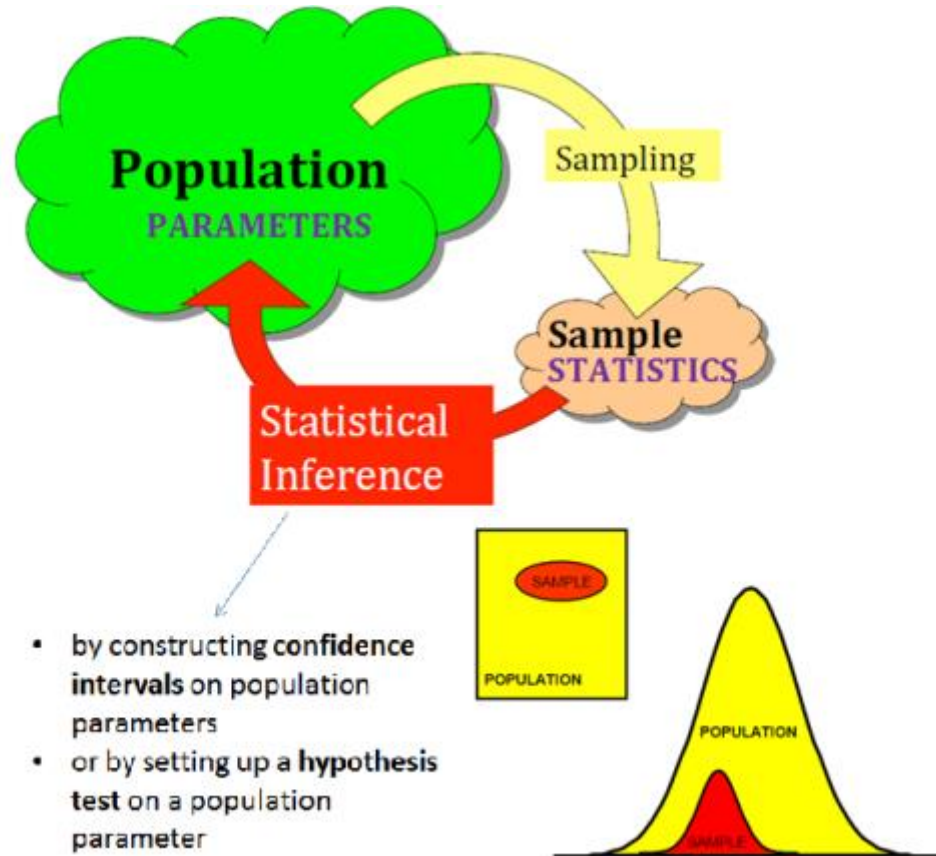 Population
PARAMETERS
Sampling
Sample
STATISTICS
Statistical
Inference
• by constructing confidence
intervals on population
parameters
• or by setting up a hypothesis
test on a population
parameter
SAMPLE
POPULATION
POPULATION
SAMPLE